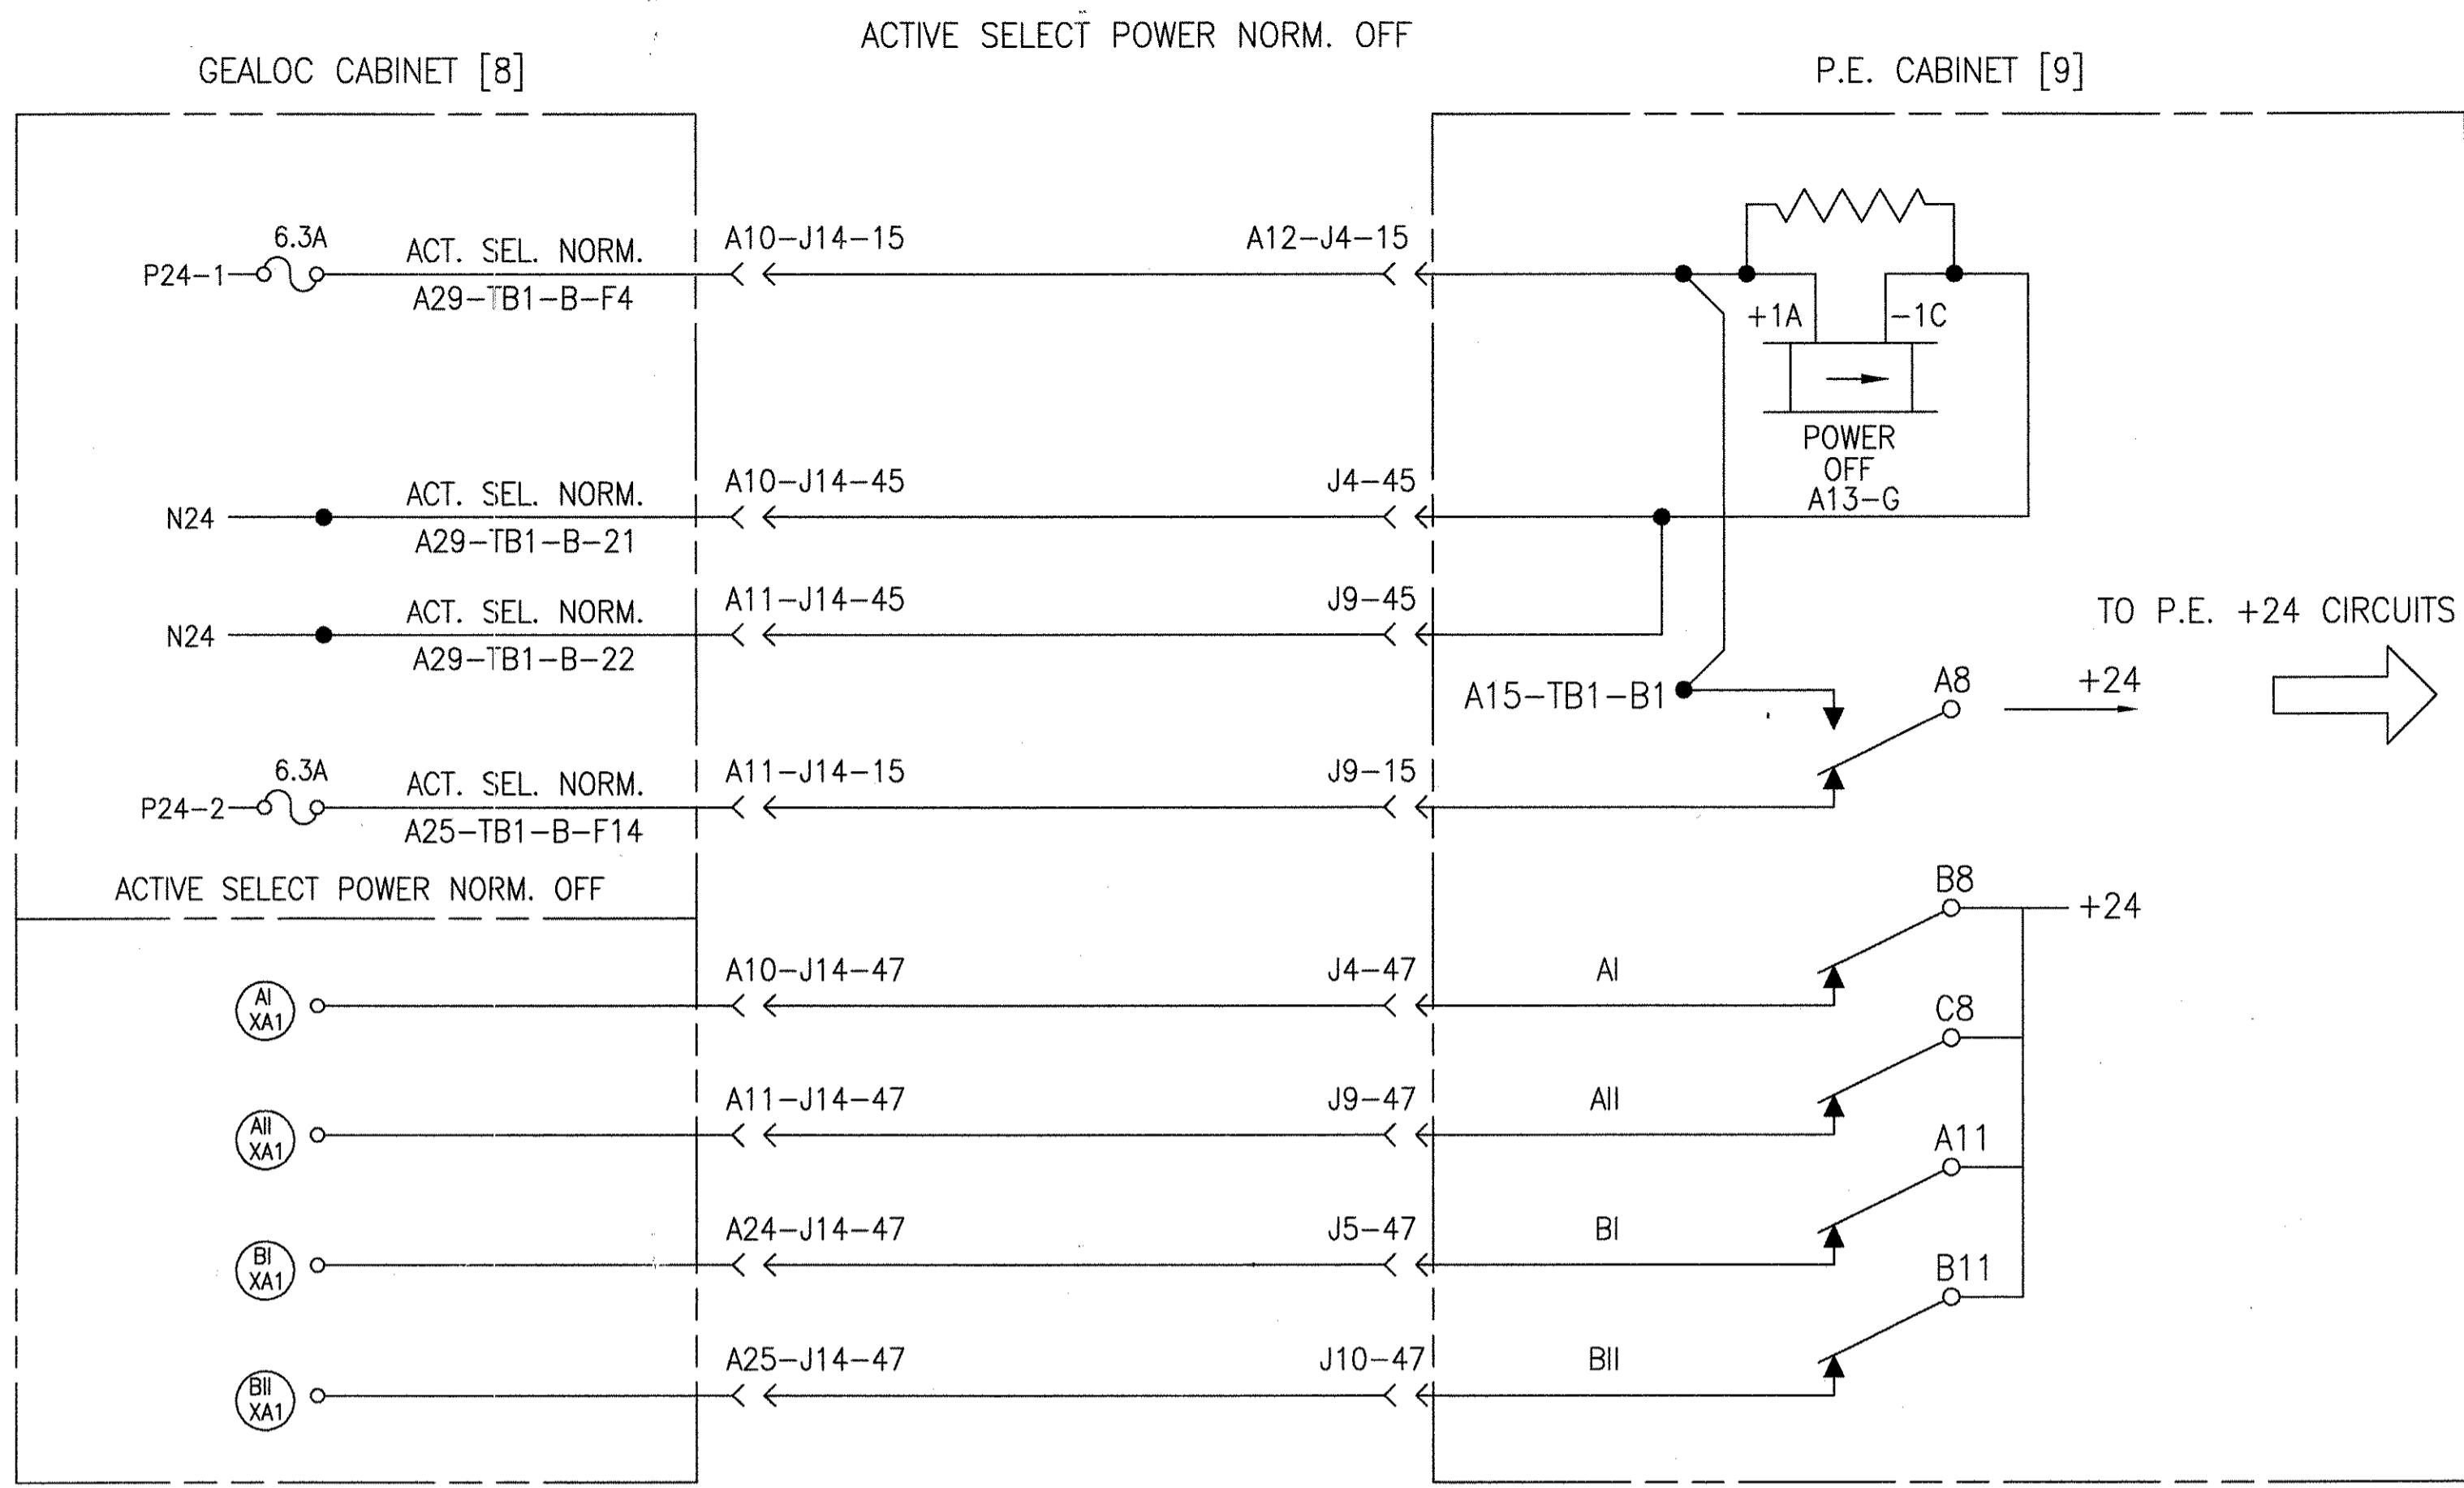 ACTIVE SELECT POWER NORM. OFF
GEALOC CABINET [8]
P.E. CABINET [9]
6.3A
P24-1
ACT. SEL. NORM.
A29-TB1-B-F4
A10-J14-15
A12-J4-15
+1A
-1C
POWER
OFF
A13-G
N24
ACT. SEL. NORM.
A29-TB1-B-21
A10-J14-45
J4-45
N24
ACT. SEL. NORM.
A29-TB1-B-22
A11-J14-45
J9-45
TO P.E. +24 CIRCUITS
A15-TB1-B1
A8
+24
6.3A
P24-2
ACT. SEL. NORM.
A25-TB1-B-F14
A11-J14-15
J9-15
ACTIVE SELECT POWER NORM. OFF
B8
+24
AI
XA1
A10-J14-47
J4-47
AI
C8
AII
XA1
A11-J14-47
J9-47
AII
A11
BI
XA1
A24-J14-47
J5-47
BI
B11
BII
XA1
A25-J14-47
J10-47
BII